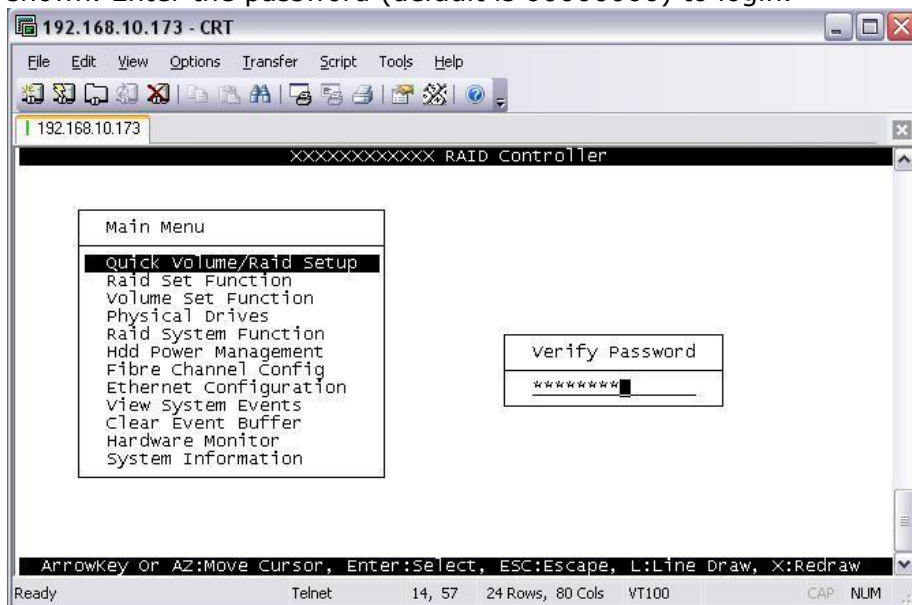 shown. Enter the password (default is 00000000) to login.
192.168.10.173 - CRT
File Edit View Options Transfer Script Tools Help
192.168.10.173
XXXXXXXXXXXX RAID Controller
Main Menu
Quick Volume/Raid Setup
Raid Set Function
Volume Set Function
Physical Drives
Raid System Function
Hdd Power Management
Fibre Channel Config
Ethernet Configuration
View System Events
Clear Event Buffer
Hardware Monitor
System Information
Verify Password
********
ArrowKey Or AZ:Move Cursor, Enter:Select, ESC:Escape, L:Line Draw, X:Redraw
Ready Telnet 14, 57 24 Rows, 80 Cols VT100 CAP NUM